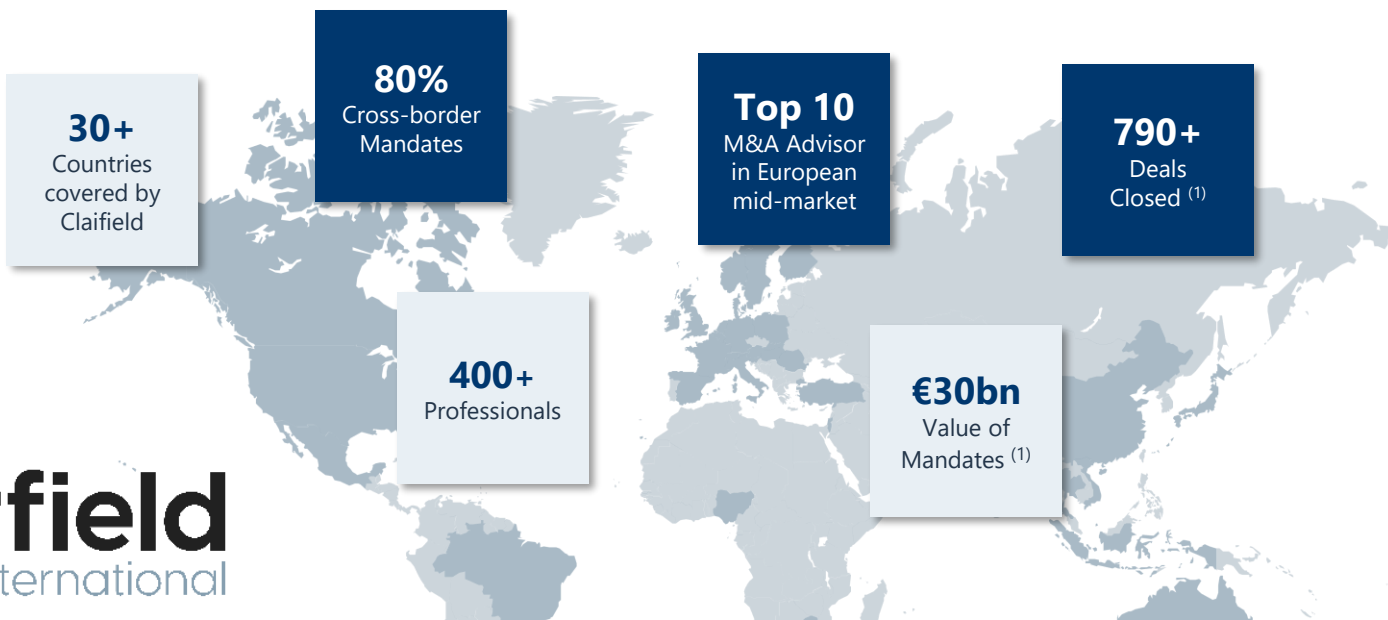 30+
Countries
covered by
Claifield
80%
Cross-border
Mandates
Top 10
M&A Advisor
in European
mid-market
790+
Deals
Closed (1)
400+
Professionals
€30bn
Value of
Mandates (1)
field
ternational